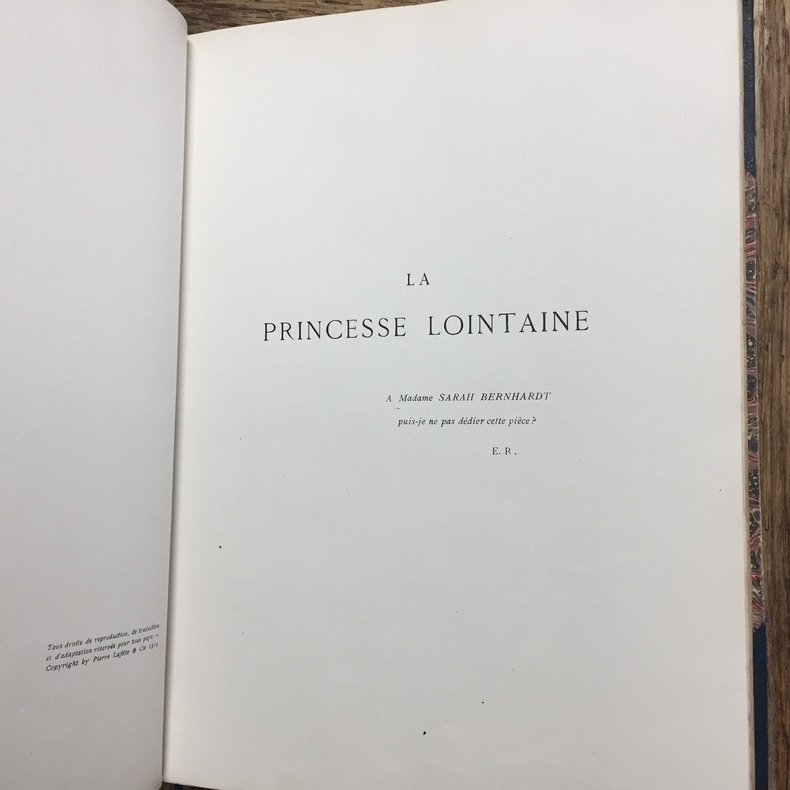 Tous droits de reproduction, de traduction
et d'adaptation réservés pour tous pays. —
Copyright by Pierre Lafitte & Cie 1910
LA
PRINCESSE LOINTAINE
A Madame SARAH BERNHARDT
puis-je ne pas dédier cette pièce ?
E. R.